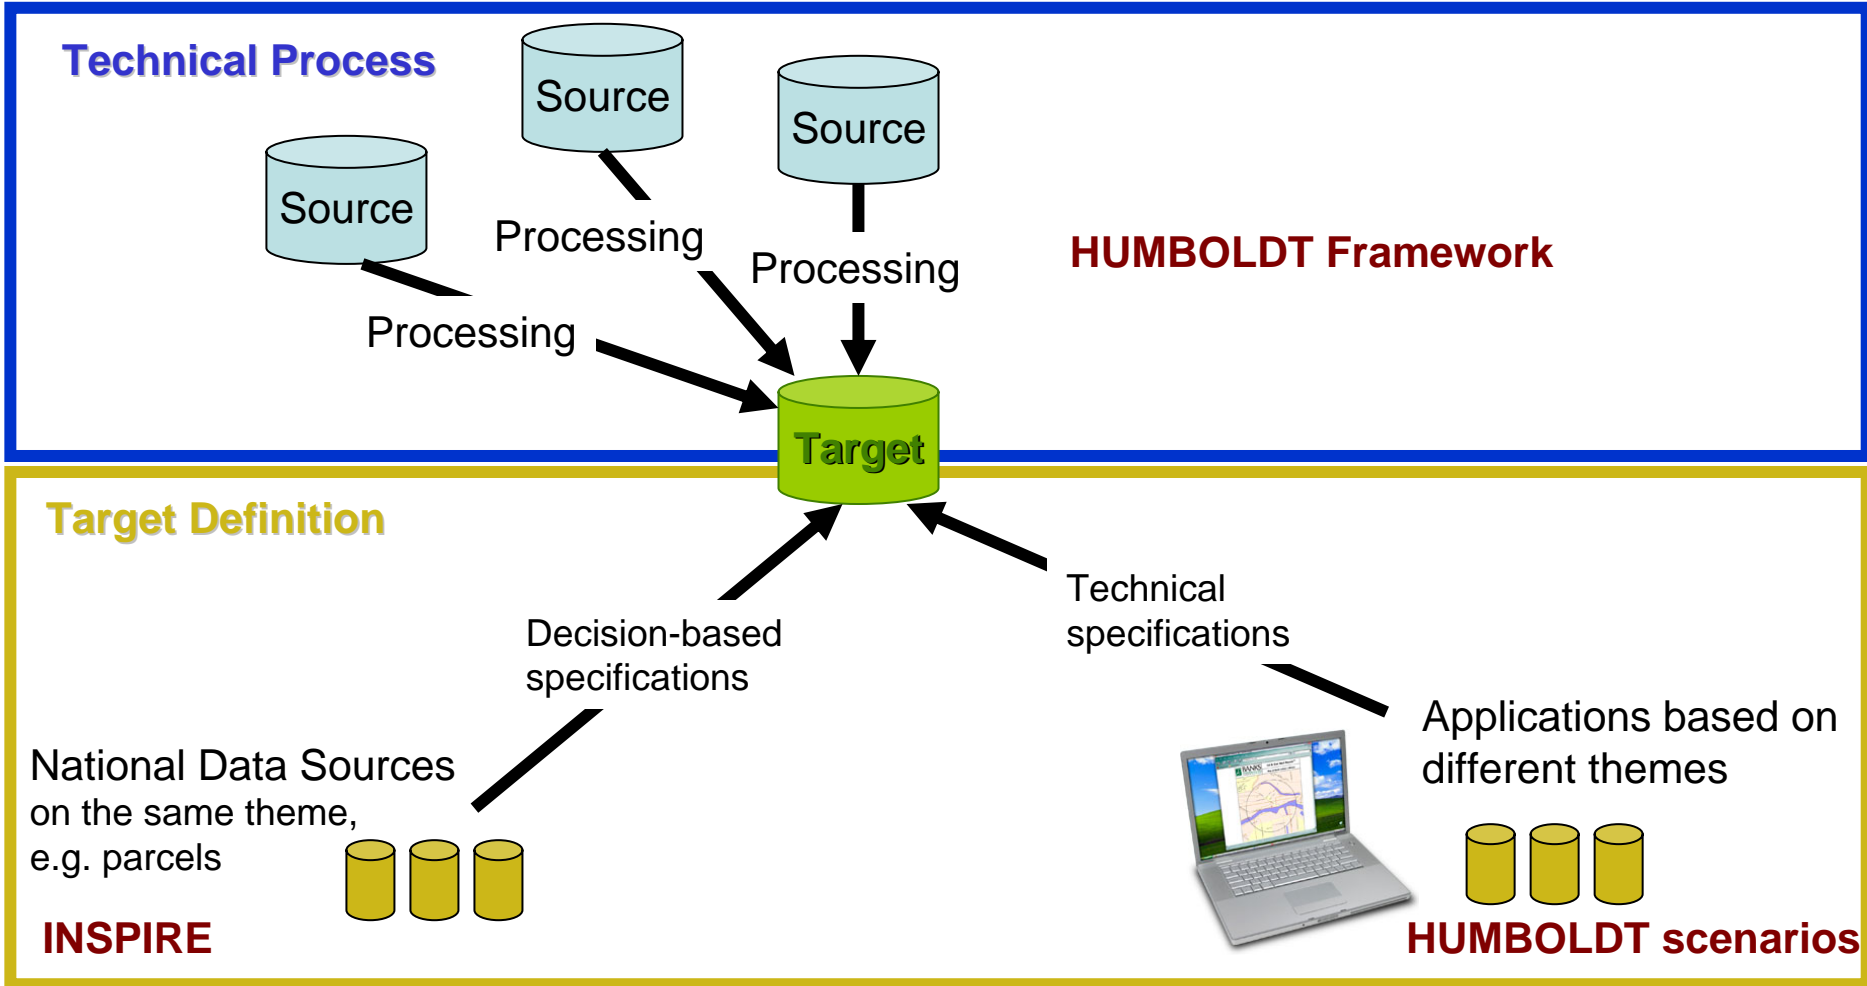 Technical Process
Source
Source
Source
Processing
Processing
Processing
HUMBOLDT Framework
Target
Target Definition
Decision-based
specifications
Technical
specifications
National Data Sources
on the same theme,
e.g. parcels
INSPIRE
Applications based on
different themes
HUMBOLDT scenarios